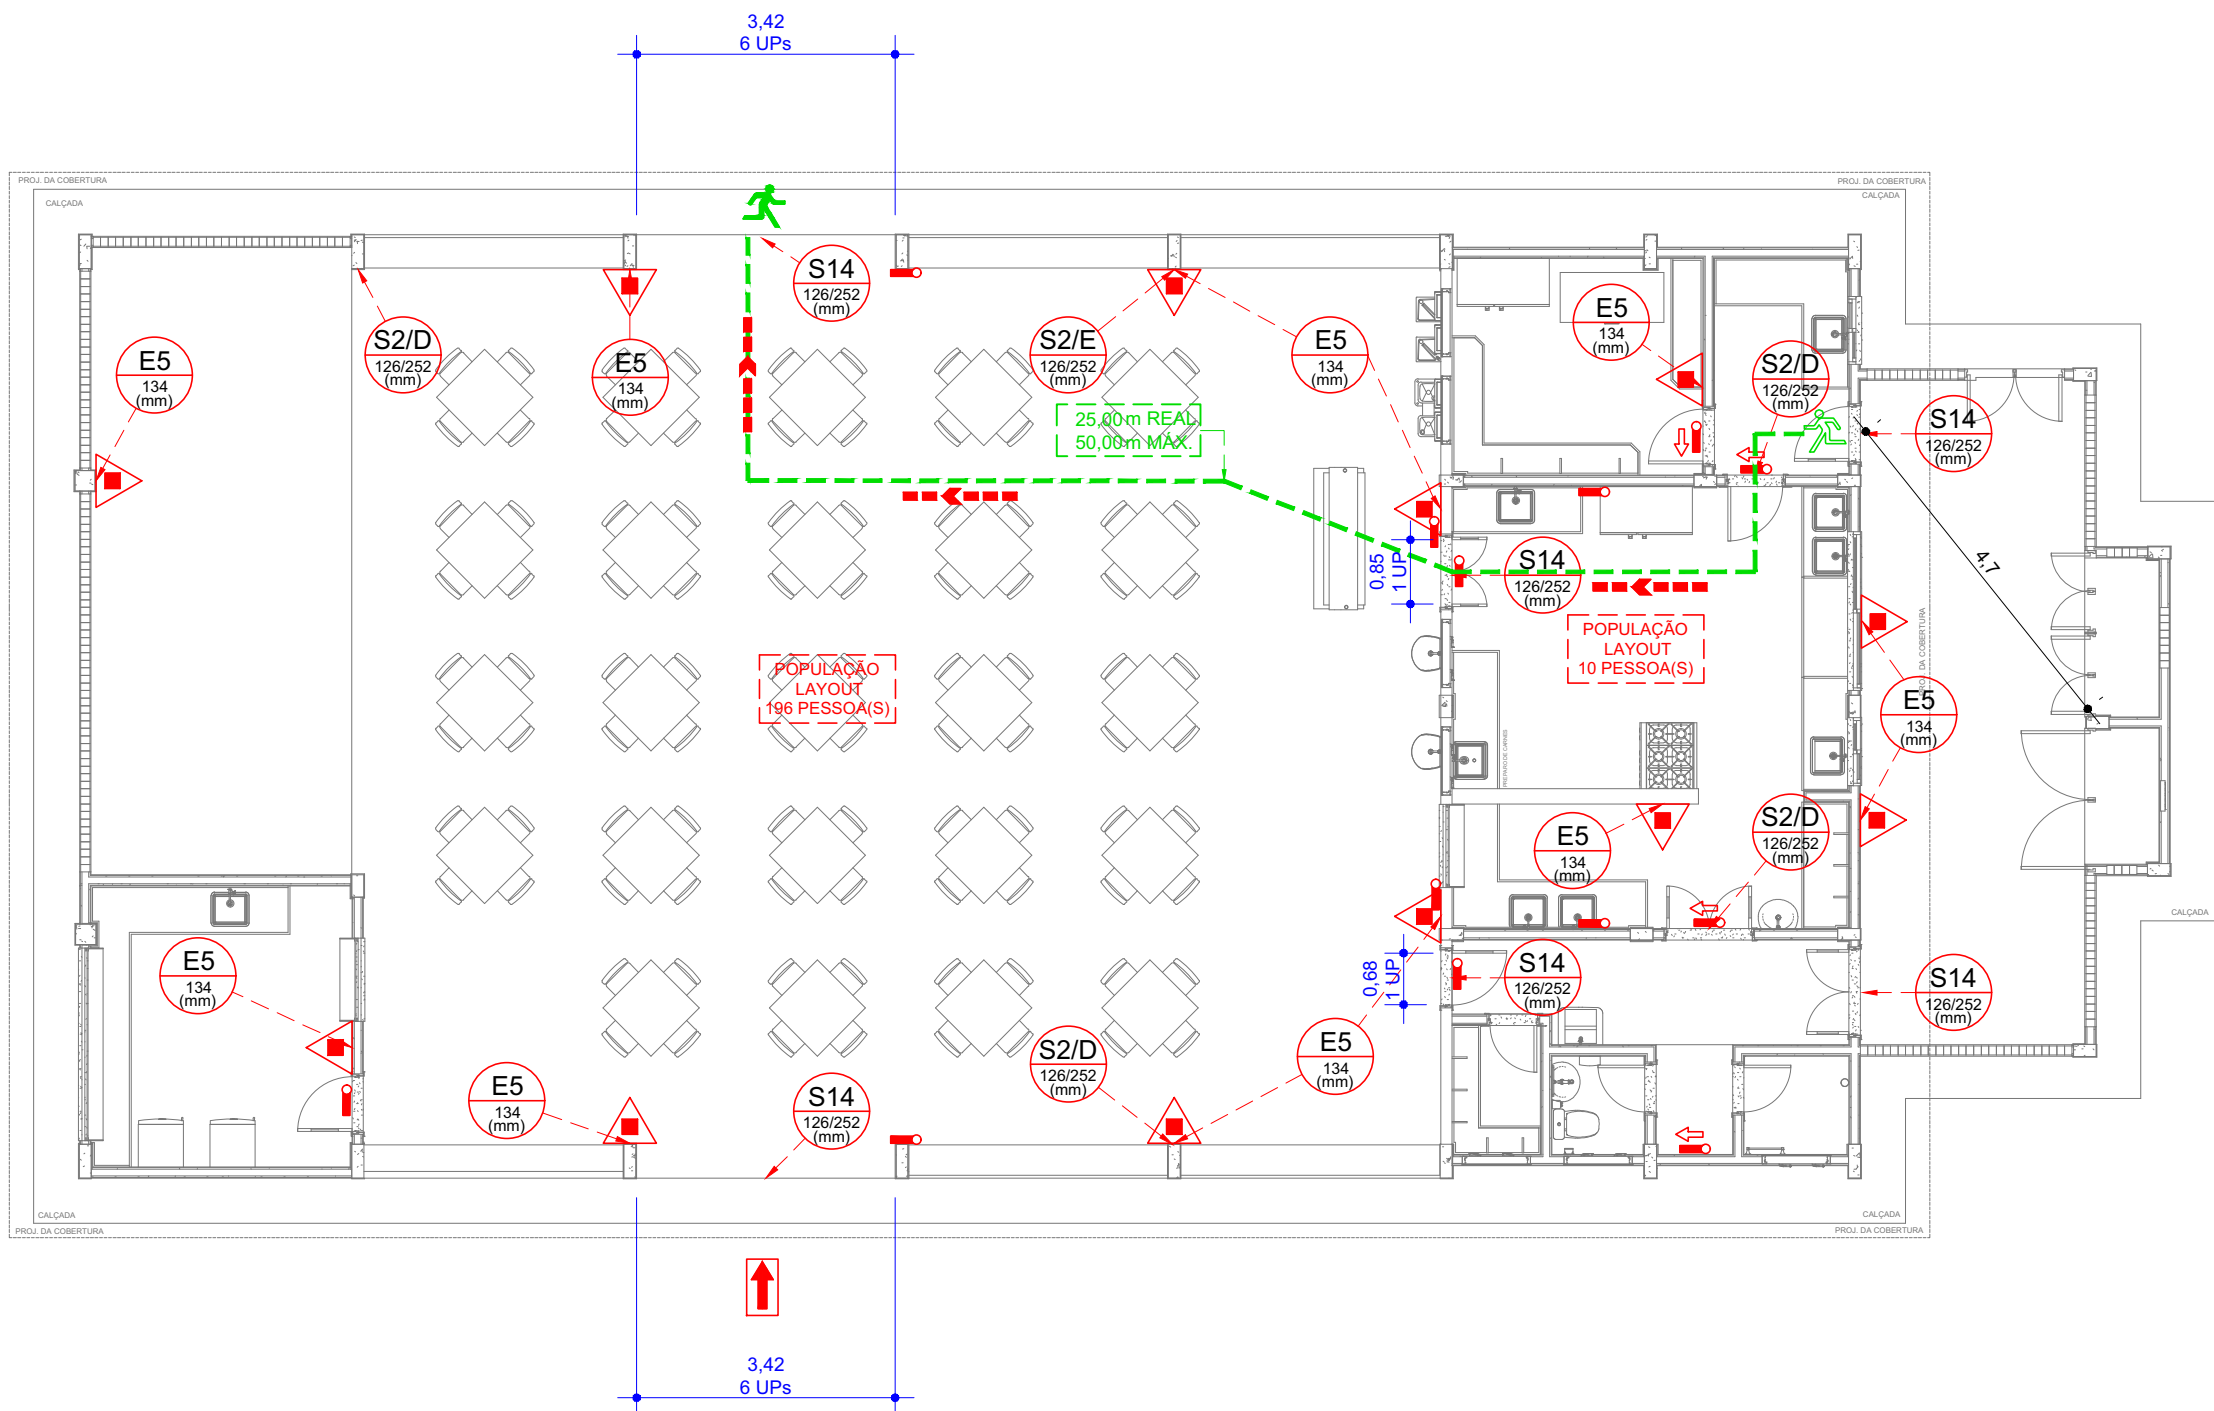 3,42
6 UPs
PROJ. DA COBERTURA
PROJ. DA COBERTURA
CALÇADA
CALÇADA
S14
126/252
(mm)
E5
134
(mm)
S2/D
126/252
(mm)
E5
134
(mm)
S2/E
126/252
(mm)
E5
134
(mm)
E5
134
(mm)
S2/D
126/252
(mm)
S14
126/252
(mm)
25,00m REAL
50,00m MÁX.
0,85
1 UP
S14
126/252
(mm)
4,7
POPULAÇÃO
LAYOUT
10 PESSOA(S)
POPULAÇÃO
LAYOUT
196 PESSOA(S)
PROJ. DA COBERTURA
E5
134
(mm)
PREPARO DE CARNES
E5
134
(mm)
S2/D
126/252
(mm)
CALÇADA
E5
134
(mm)
0,68
1 UP
S14
126/252
(mm)
S14
126/252
(mm)
S2/D
126/252
(mm)
E5
134
(mm)
E5
134
(mm)
S14
126/252
(mm)
CALÇADA
PROJ. DA COBERTURA
CALÇADA
PROJ. DA COBERTURA
3,42
6 UPs